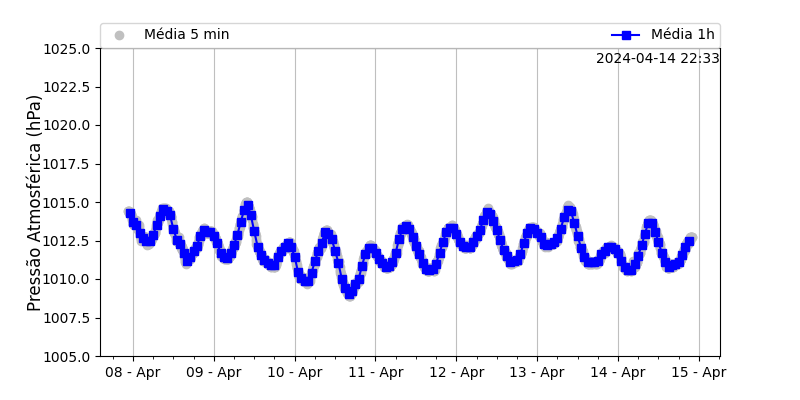 Média 5 min
Média 1h
2024-04-14 22:33
Pressão Atmosférica (hPa)
1025.0
1022.5
1020.0
1017.5
1015.0
1012.5
1010.0
1007.5
1005.0
08 - Apr
09 - Apr
10 - Apr
11 - Apr
12 - Apr
13 - Apr
14 - Apr
15 - Apr